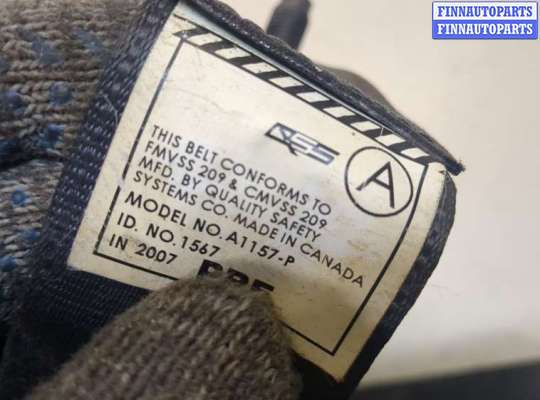 FINNAUTOPARTS
FINNAUTOPARTS
QSS
A
THIS BELT CONFORMS TO
FMVSS 209 & CMVSS 209
MFD. BY QUALITY SAFETY
SYSTEMS CO. MADE IN CANADA
MODEL NO. A1157-P
ID. NO. 1567
IN 2007